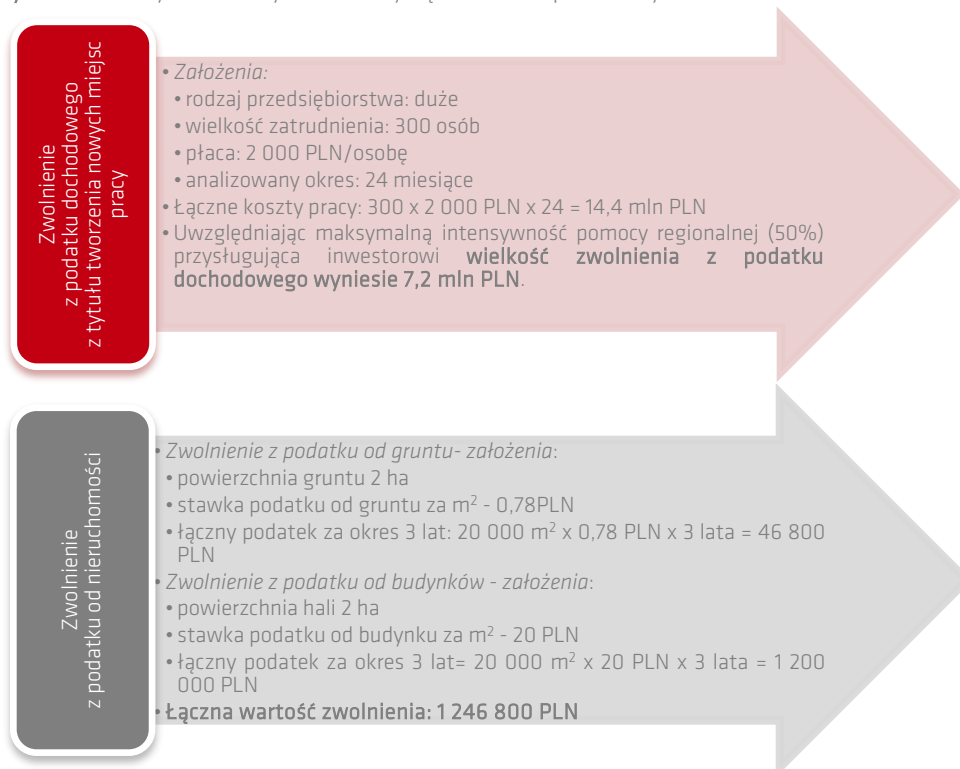 Zwolnienie
z podatku dochodowego
z tytułu tworzenia nowych miejsc
pracy
• Założenia:
• rodzaj przedsiębiorstwa: duże
• wielkość zatrudnienia: 300 osób
• płaca: 2 000 PLN/osobę
• analizowany okres: 24 miesiące
• Łączne koszty pracy: 300 x 2 000 PLN x 24 = 14,4 mln PLN
• Uwzględniając maksymalną intensywność pomocy regionalnej (50%)
przysługująca inwestorowi wielkość zwolnienia z podatku
dochodowego wyniesie 7,2 mln PLN.
Zwolnienie
z podatku od nieruchomości
• Zwolnienie z podatku od gruntu- założenia:
• powierzchnia gruntu 2 ha
• stawka podatku od gruntu za m² - 0,78PLN
• łączny podatek za okres 3 lat: 20 000 m² x 0,78 PLN x 3 lata = 46 800
PLN
• Zwolnienie z podatku od budynków - założenia:
• powierzchnia hali 2 ha
• stawka podatku od budynku za m² - 20 PLN
• łączny podatek za okres 3 lat= 20 000 m² x 20 PLN x 3 lata = 1 200
000 PLN
• Łączna wartość zwolnienia: 1 246 800 PLN